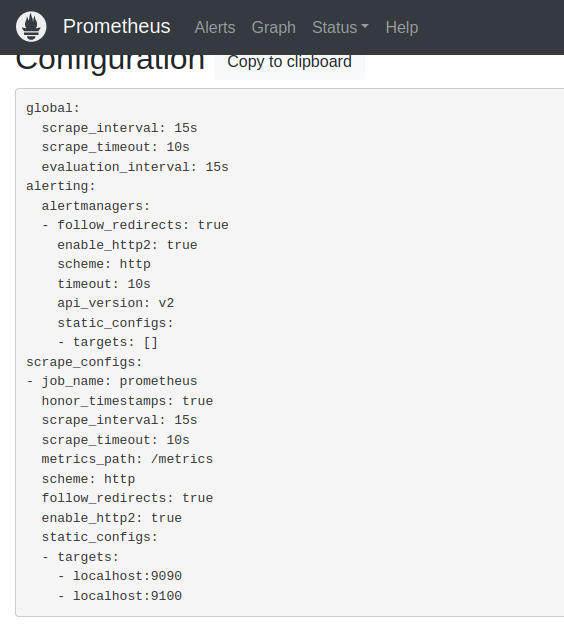 Prometheus Alerts Graph Status Help
Configuration Copy to clipboard
global:
  scrape_interval: 15s
  scrape_timeout: 10s
  evaluation_interval: 15s
alerting:
  alertmanagers:
  - follow_redirects: true
    enable_http2: true
    scheme: http
    timeout: 10s
    api_version: v2
    static_configs:
    - targets: []
scrape_configs:
- job_name: prometheus
  honor_timestamps: true
  scrape_interval: 15s
  scrape_timeout: 10s
  metrics_path: /metrics
  scheme: http
  follow_redirects: true
  enable_http2: true
  static_configs:
  - targets:
    - localhost:9090
    - localhost:9100